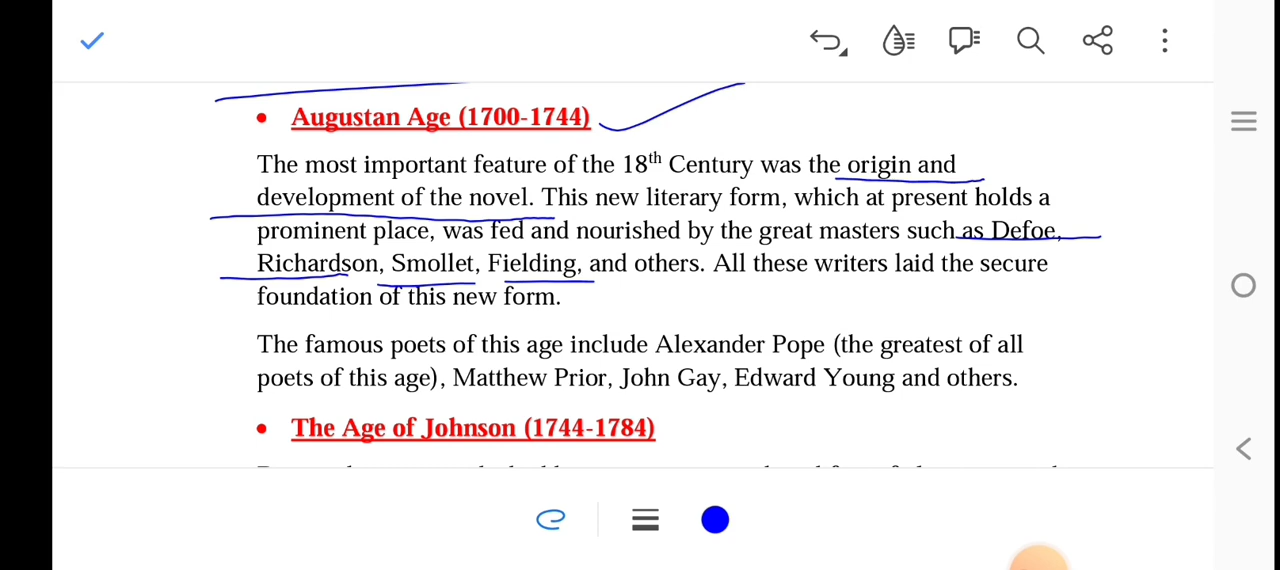 • Augustan Age (1700-1744)
The most important feature of the 18th Century was the origin and
development of the novel. This new literary form, which at present holds a
prominent place, was fed and nourished by the great masters such as Defoe,
Richardson, Smollet, Fielding, and others. All these writers laid the secure
foundation of this new form.
The famous poets of this age include Alexander Pope (the greatest of all
poets of this age), Matthew Prior, John Gay, Edward Young and others.
• The Age of Johnson (1744-1784)